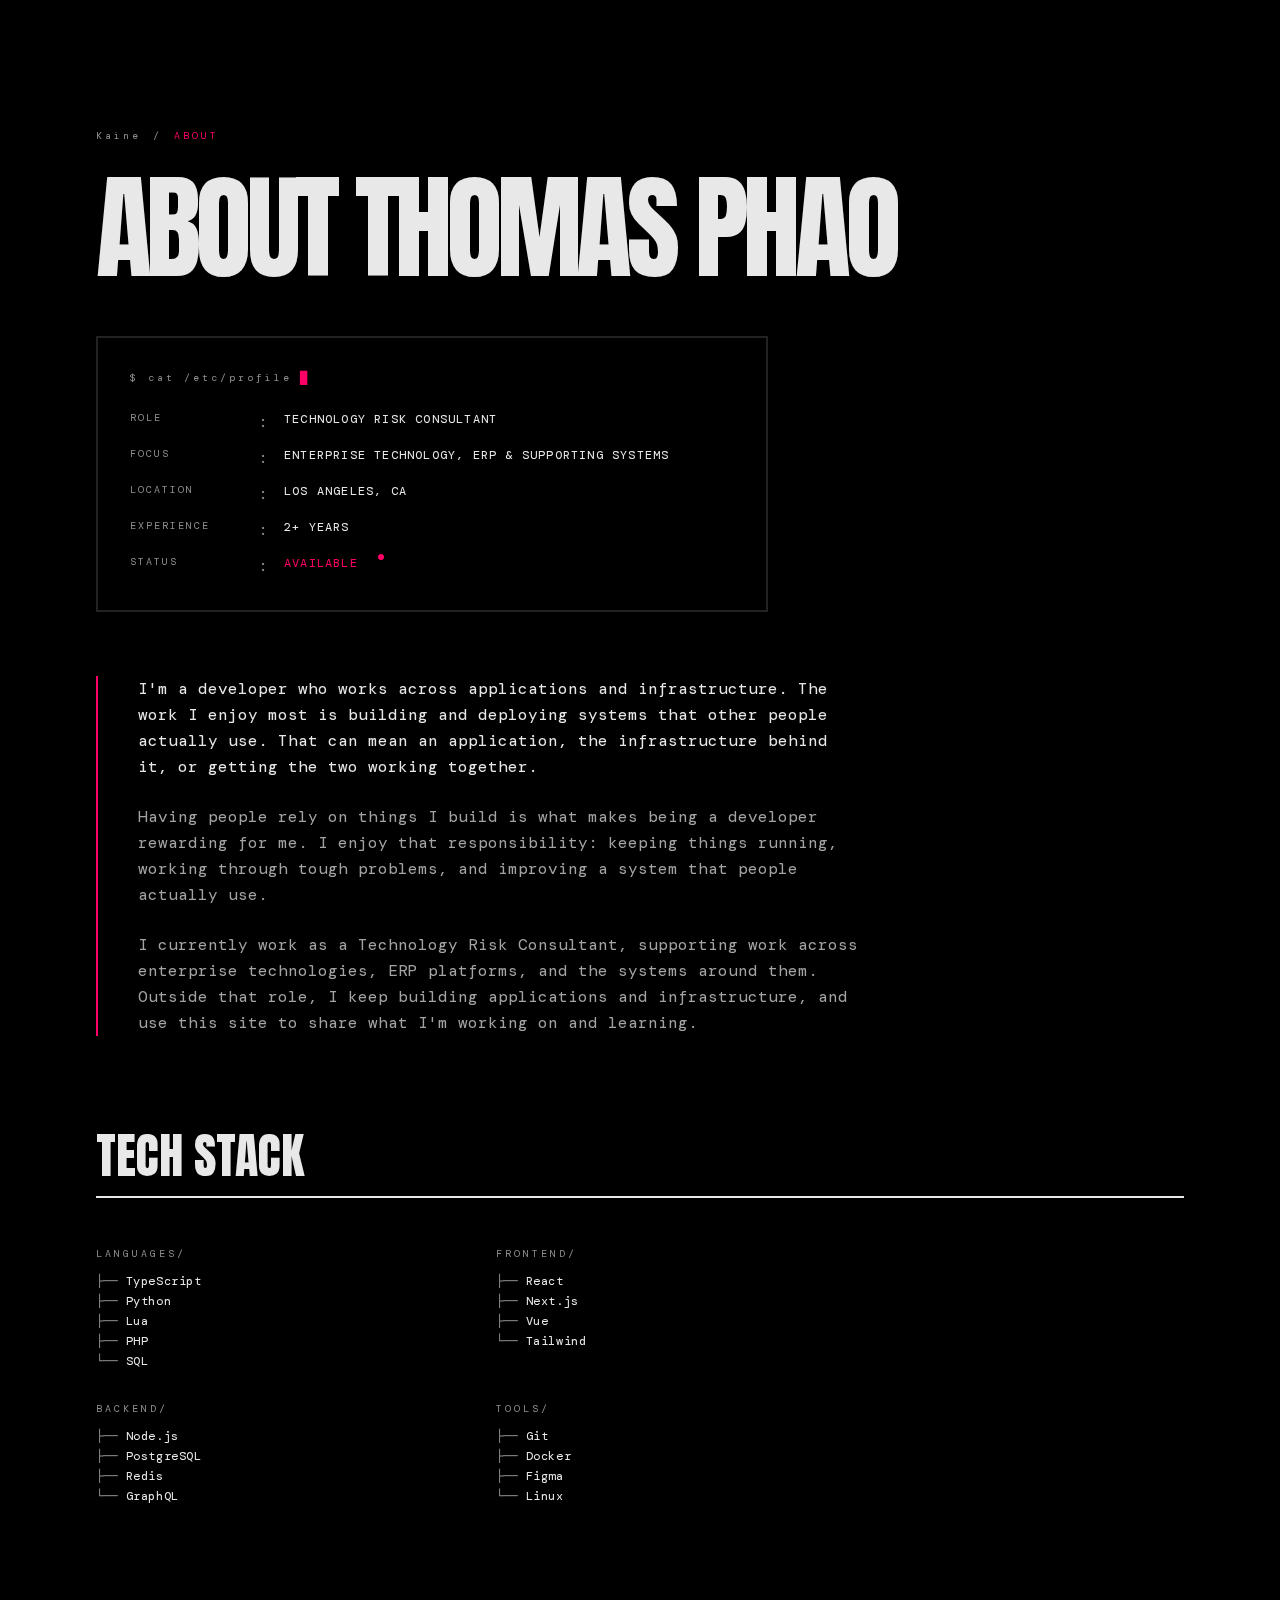 Kaine / ABOUT
ABOUT THOMAS PHAO
$ cat /etc/profile
ROLE : TECHNOLOGY RISK CONSULTANT
FOCUS : ENTERPRISE TECHNOLOGY, ERP & SUPPORTING SYSTEMS
LOCATION : LOS ANGELES, CA
EXPERIENCE : 2+ YEARS
STATUS : AVAILABLE
I'm a developer who works across applications and infrastructure. The
work I enjoy most is building and deploying systems that other people
actually use. That can mean an application, the infrastructure behind
it, or getting the two working together.
Having people rely on things I build is what makes being a developer
rewarding for me. I enjoy that responsibility: keeping things running,
working through tough problems, and improving a system that people
actually use.
I currently work as a Technology Risk Consultant, supporting work across
enterprise technologies, ERP platforms, and the systems around them.
Outside that role, I keep building applications and infrastructure, and
use this site to share what I'm working on and learning.
TECH STACK
LANGUAGES/
├── TypeScript
├── Python
├── Lua
├── PHP
└── SQL
FRONTEND/
├── React
├── Next.js
├── Vue
└── Tailwind
BACKEND/
├── Node.js
├── PostgreSQL
├── Redis
└── GraphQL
TOOLS/
├── Git
├── Docker
├── Figma
└── Linux